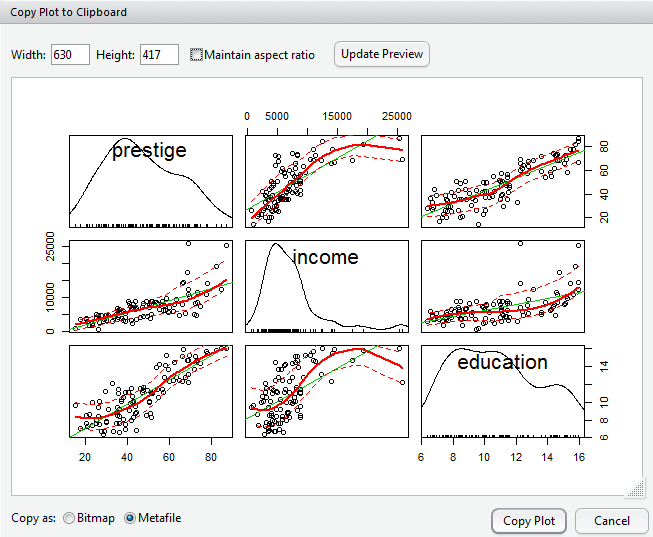 Copy Plot to Clipboard
Width: 630 Height: 417 Maintain aspect ratio Update Preview
0 5000 15000 25000
prestige
80
60
40
20
25000
10000
0
income
education
14
10
8
6
20 40 60 80
6 8 10 12 14 16
Copy as: Bitmap Metafile
Copy Plot Cancel